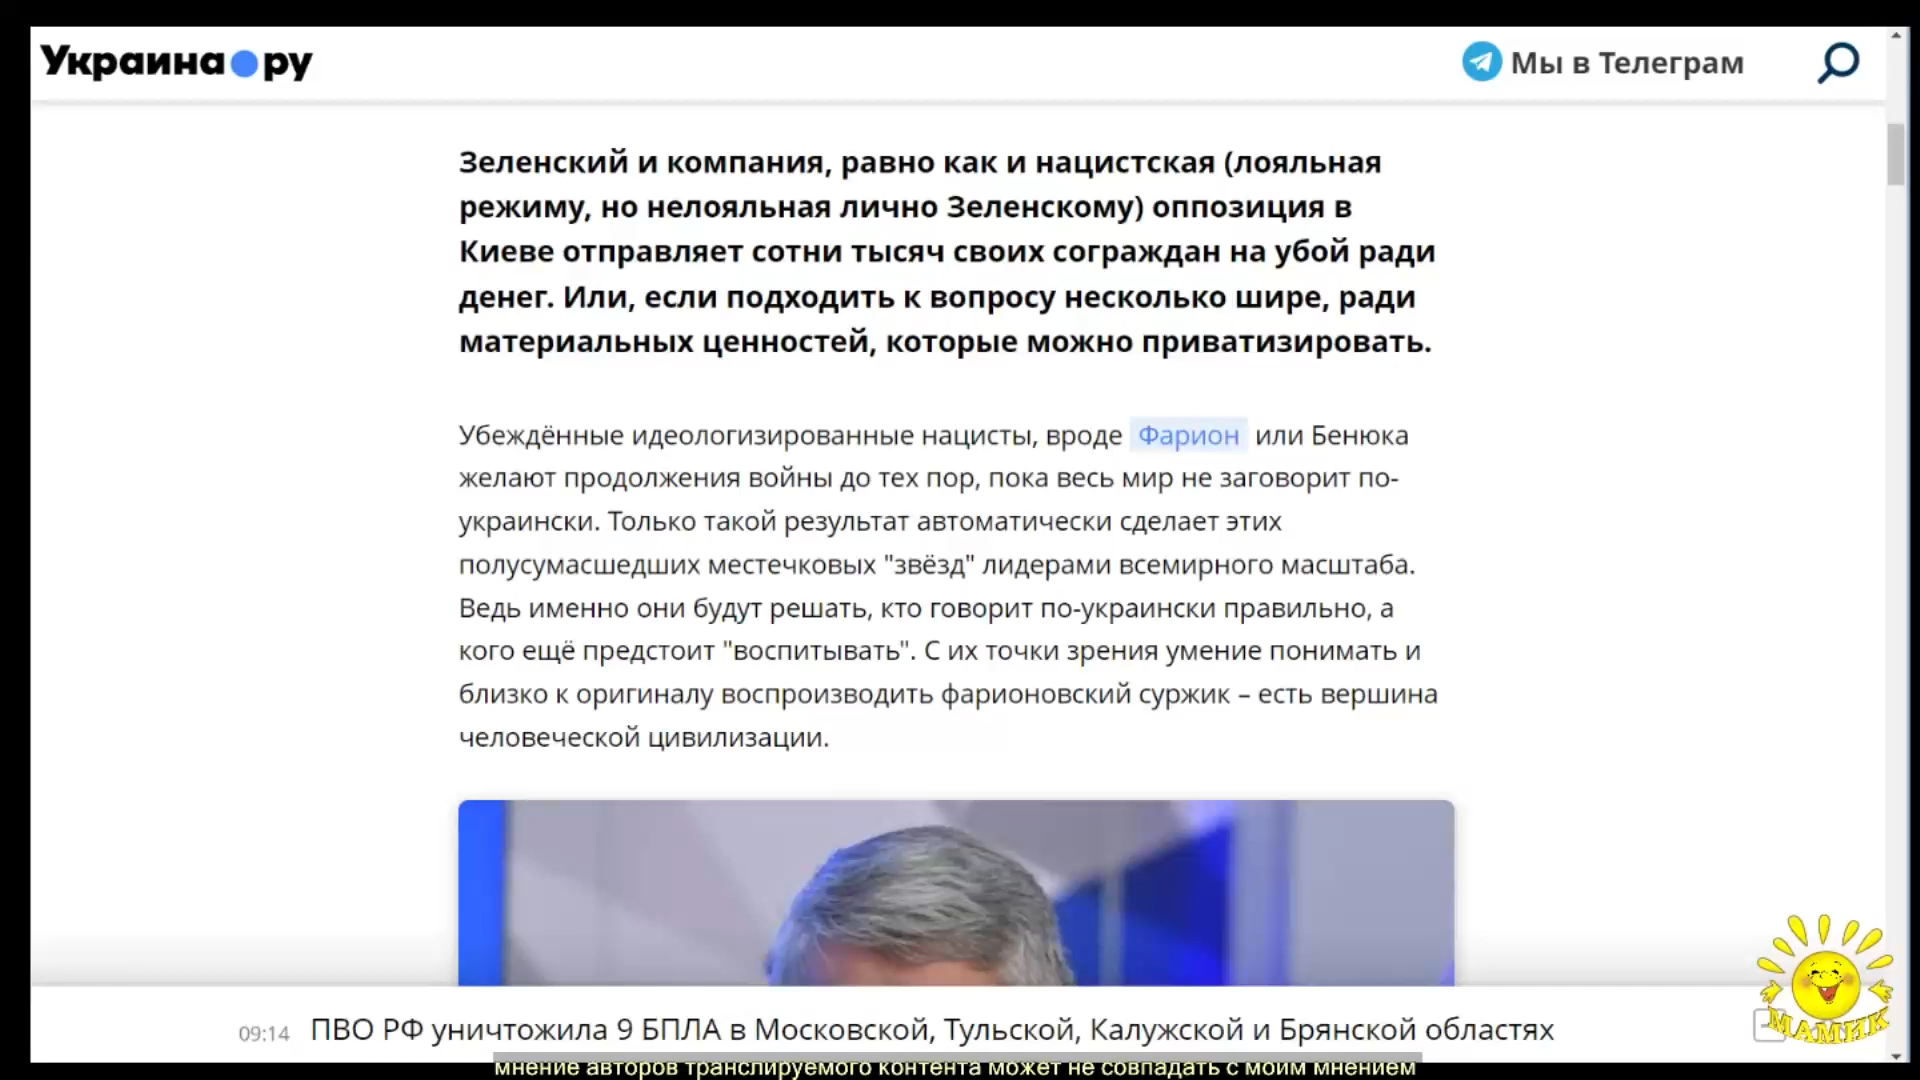 Украина ру
Мы в Телеграм
Зеленский и компания, равно как и нацистская (лояльная
режиму, но нелояльная лично Зеленскому) оппозиция в
Киеве отправляет сотни тысяч своих сограждан на убой ради
денег. Или, если подходить к вопросу несколько шире, ради
материальных ценностей, которые можно приватизировать.
Убеждённые идеологизированные нацисты, вроде Фарион или Бенюка
желают продолжения войны до тех пор, пока весь мир не заговорит по-
украински. Только такой результат автоматически сделает этих
полусумасшедших местечковых "звёзд" лидерами всемирного масштаба.
Ведь именно они будут решать, кто говорит по-украински правильно, а
кого ещё предстоит "воспитывать". С их точки зрения умение понимать и
близко к оригиналу воспроизводить фарионовский суржик – есть вершина
человеческой цивилизации.
09:14 ПВО РФ уничтожила 9 БПЛА в Московской, Тульской, Калужской и Брянской областях
МАМИК
мнение авторов транслируемого контента может не совпадать с моим мнением